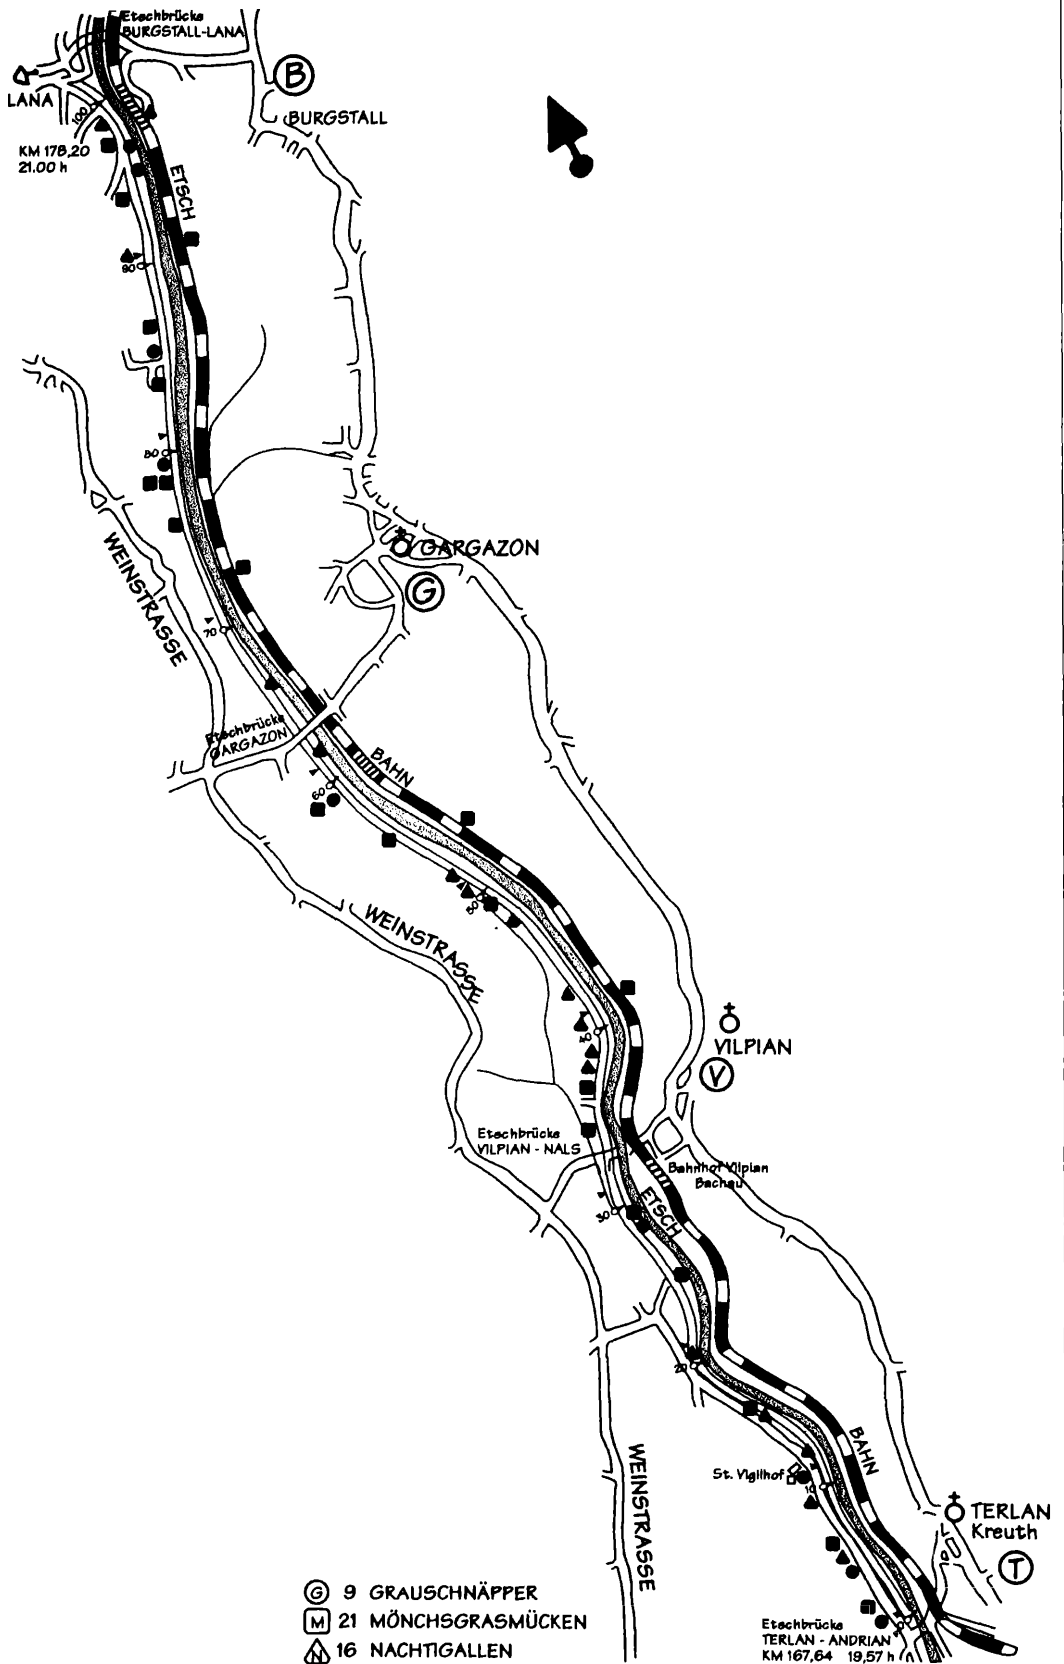 Etschbrücke
BURGSTALL-LANA
B
LANA
BURGSTALL
100
KM 178,20
21.00 h
ETSCH
90
80
WEINSTRASSE
GARGAZON
G
70
Etschbrücke
GARGAZON
BAHN
60
WEINSTRASSE
50
40
VILPIAN
V
Etschbrücke
VILPIAN - NALS
Bahnhof Vilpian
Bachau
30
ETSCH
20
BAHN
WEINSTRASSE
St. Vigilhof
10
TERLAN
Kreuth
T
G 9 GRAUSCHNÄPPER
M 21 MÖNCHSGRASMÜCKEN
N 16 NACHTIGALLEN
Etschbrücke
TERLAN - ANDRIAN
KM 167,64 19,57 h